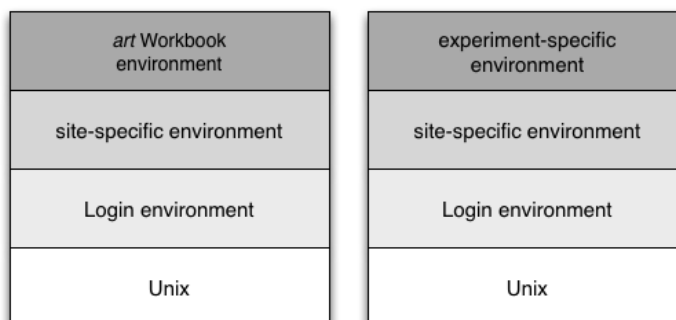 art Workbook
environment
site-specific environment
Login environment
Unix
experiment-specific
environment
site-specific environment
Login environment
Unix